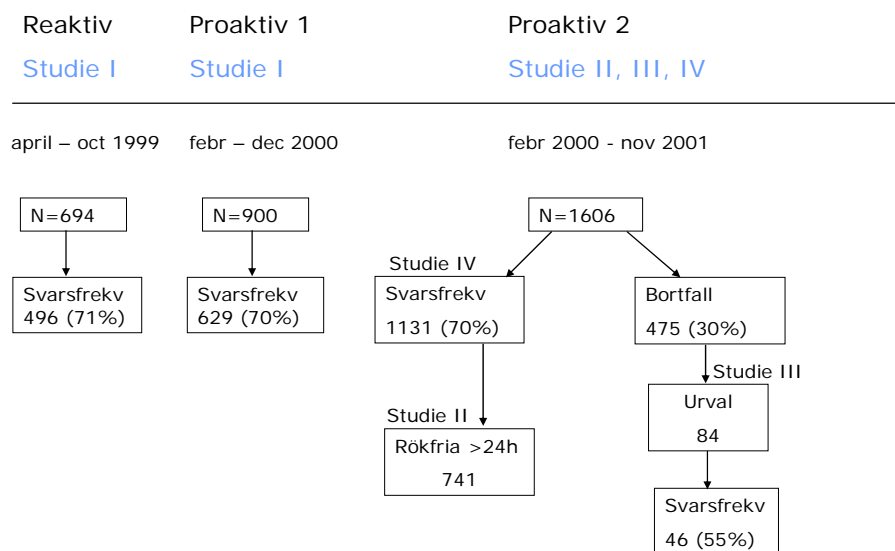 Reaktiv
Proaktiv 1
Proaktiv 2
Studie I
Studie I
Studie II, III, IV
april – oct 1999
febr – dec 2000
febr 2000 - nov 2001
N=694
N=900
N=1606
Svarsfrekv
496 (71%)
Svarsfrekv
629 (70%)
Studie IV
Svarsfrekv
1131 (70%)
Bortfall
475 (30%)
Studie III
Urval
84
Studie II
Rökfria >24h
741
Svarsfrekv
46 (55%)